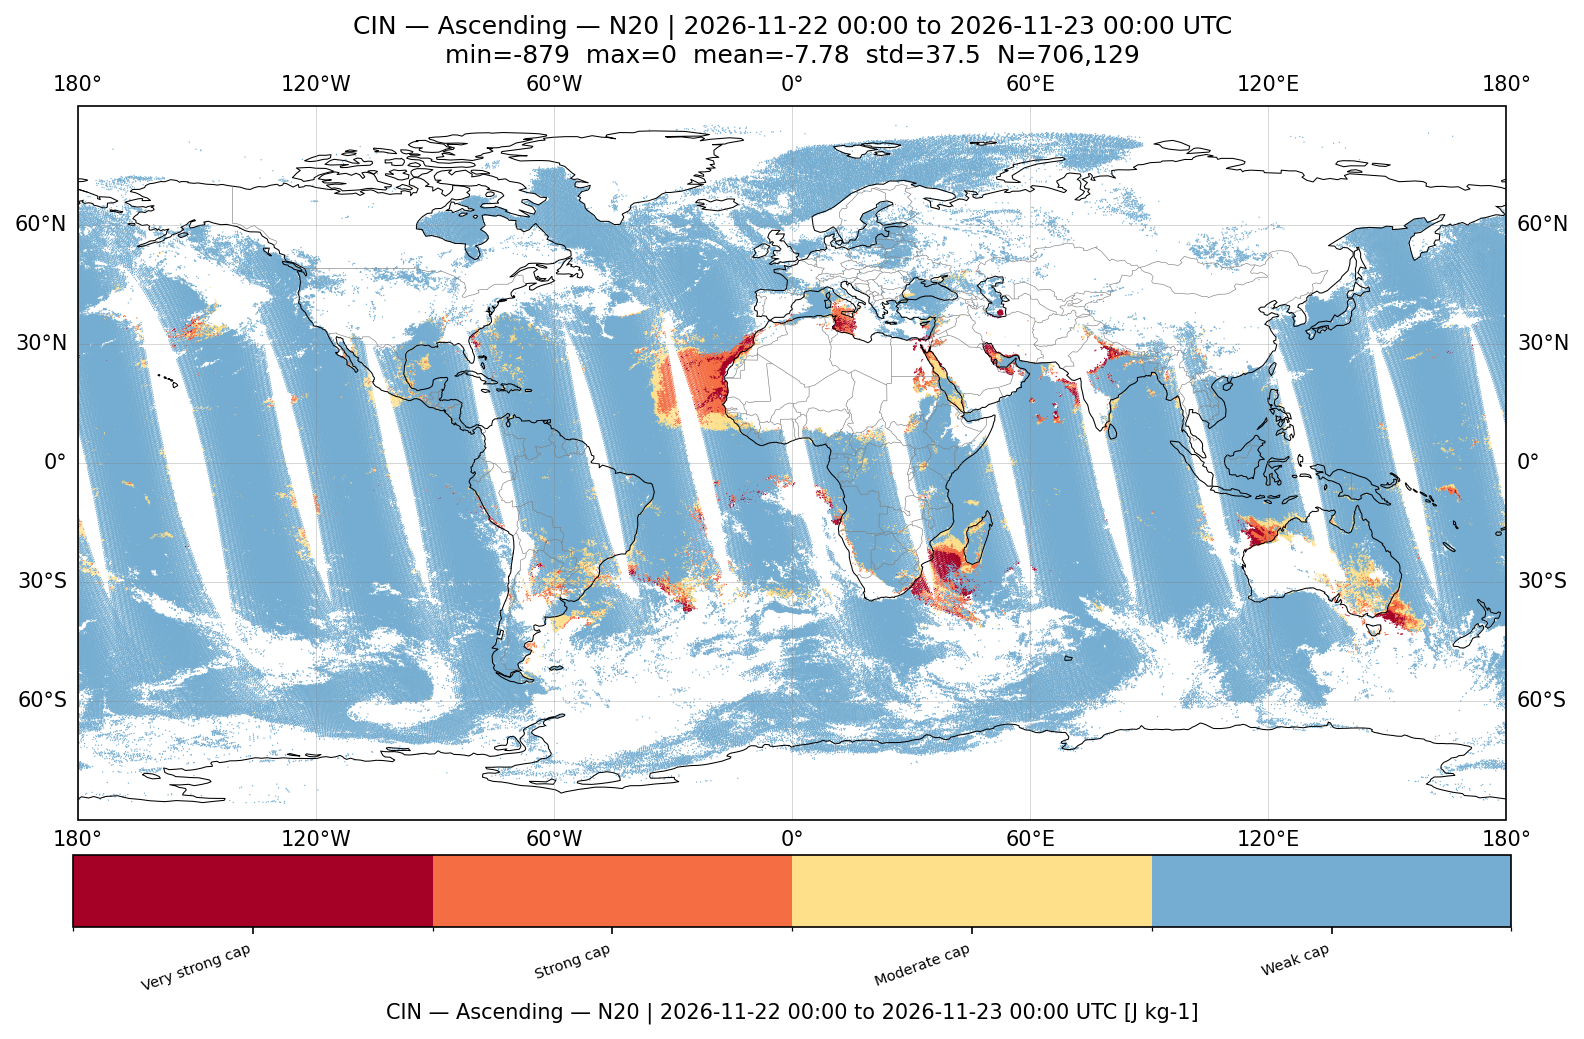 CIN — Ascending — N20 | 2026-11-22 00:00 to 2026-11-23 00:00 UTC
min=-879 max=0 mean=-7.78 std=37.5 N=706,129
180° 120°W 60°W 0° 60°E 120°E 180°
60°N 60°N
30°N 30°N
0° 0°
30°S 30°S
60°S 60°S
180° 120°W 60°W 0° 60°E 120°E 180°
Very strong cap Strong cap Moderate cap Weak cap
CIN — Ascending — N20 | 2026-11-22 00:00 to 2026-11-23 00:00 UTC [J kg-1]